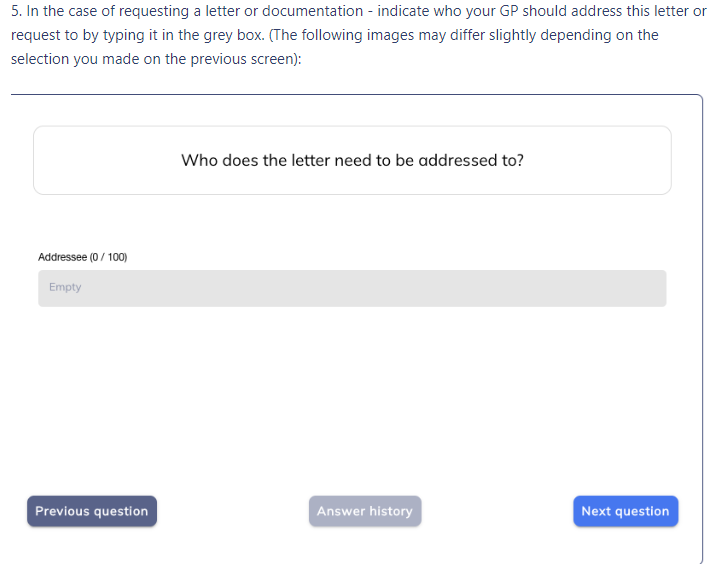 5. In the case of requesting a letter or documentation - indicate who your GP should address this letter or
request to by typing it in the grey box. (The following images may differ slightly depending on the
selection you made on the previous screen):
Who does the letter need to be addressed to?
Addressee (0 / 100)
Empty
Previous question
Answer history
Next question